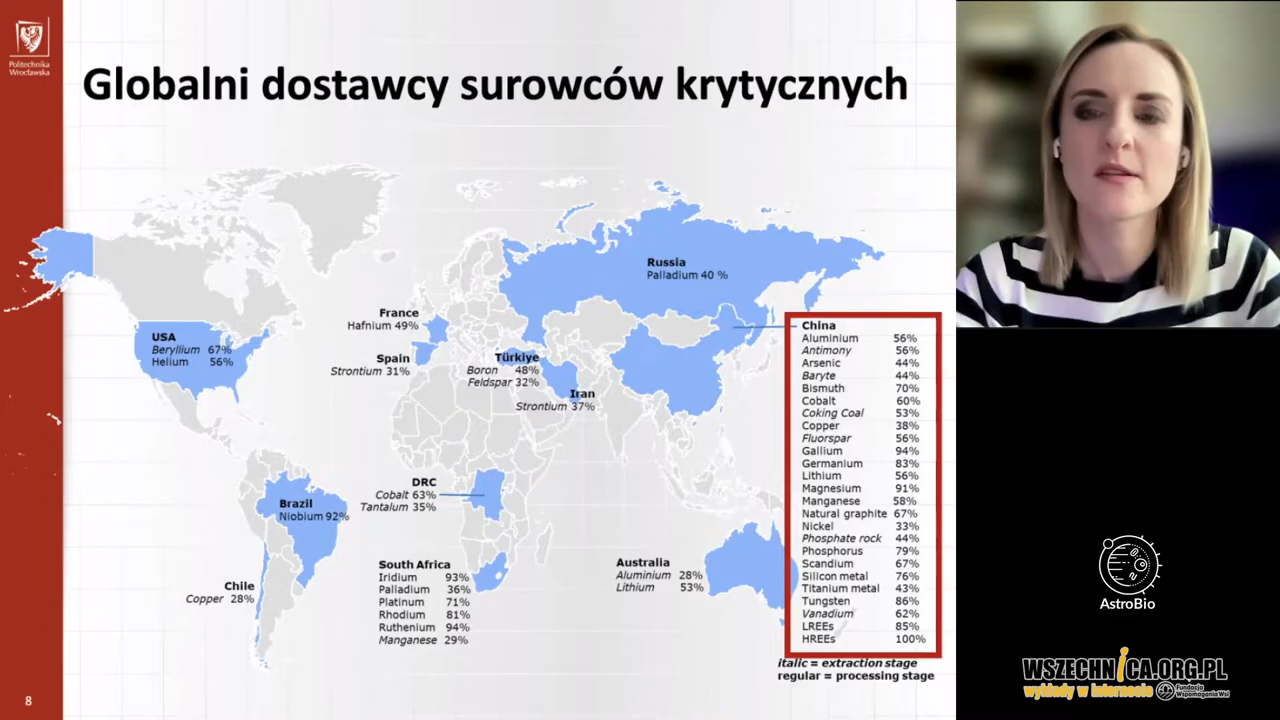 Politechnika
Wrocławska
Globalni dostawcy surowców krytycznych
Russia
Palladium 40 %
France
Hafnium 49%
USA
Beryllium 67%
Helium 56%
Spain
Strontium 31%
Türkiye
Boron 48%
Feldspar 32%
Iran
Strontium 37%
China
Aluminium 56%
Antimony 56%
Arsenic 44%
Baryte 44%
Bismuth 70%
Cobalt 60%
Coking Coal 53%
Copper 38%
Fluorspar 56%
Gallium 94%
Germanium 83%
Lithium 56%
Magnesium 91%
Manganese 58%
Natural graphite 67%
Nickel 33%
Phosphate rock 44%
Phosphorus 79%
Scandium 67%
Silicon metal 76%
Titanium metal 43%
Tungsten 86%
Vanadium 62%
LREEs 85%
HREEs 100%
DRC
Cobalt 63%
Tantalum 35%
Brazil
Niobium 92%
South Africa
Iridium 93%
Palladium 36%
Platinum 71%
Rhodium 81%
Ruthenium 94%
Manganese 29%
Australia
Aluminium 28%
Lithium 53%
Chile
Copper 28%
italic = extraction stage
regular = processing stage
8
AstroBio
WSZECHNICA.ORG.PL
wykłady w internecie
Fundacja
Wspomagania Wsi